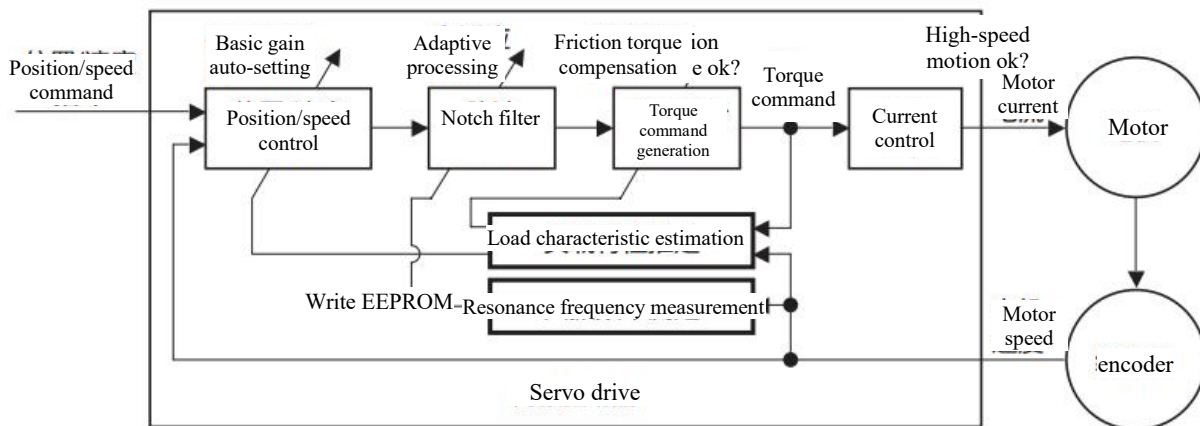 Basic gain
auto-setting
Adaptive
processing
Friction torque
compensation
ion
e ok?
High-speed
motion ok?
Position/speed
command
Torque
command
Motor
current
Position/speed
control
Notch filter
Torque
command
generation
Current
control
Motor
Load characteristic estimation
Write EEPROM
Resonance frequency measurement
Motor
speed
encoder
Servo drive